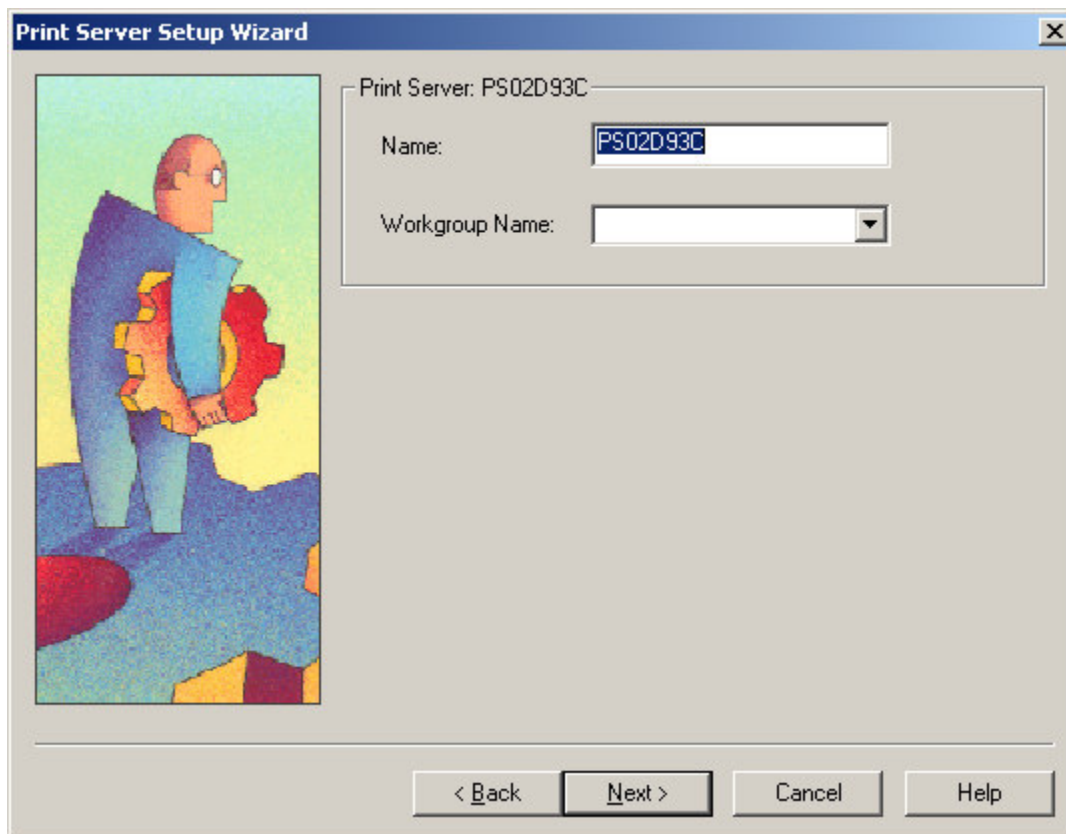 Print Server Setup Wizard
Print Server: PS02D93C
Name: PS02D93C
Workgroup Name:
< Back Next > Cancel Help